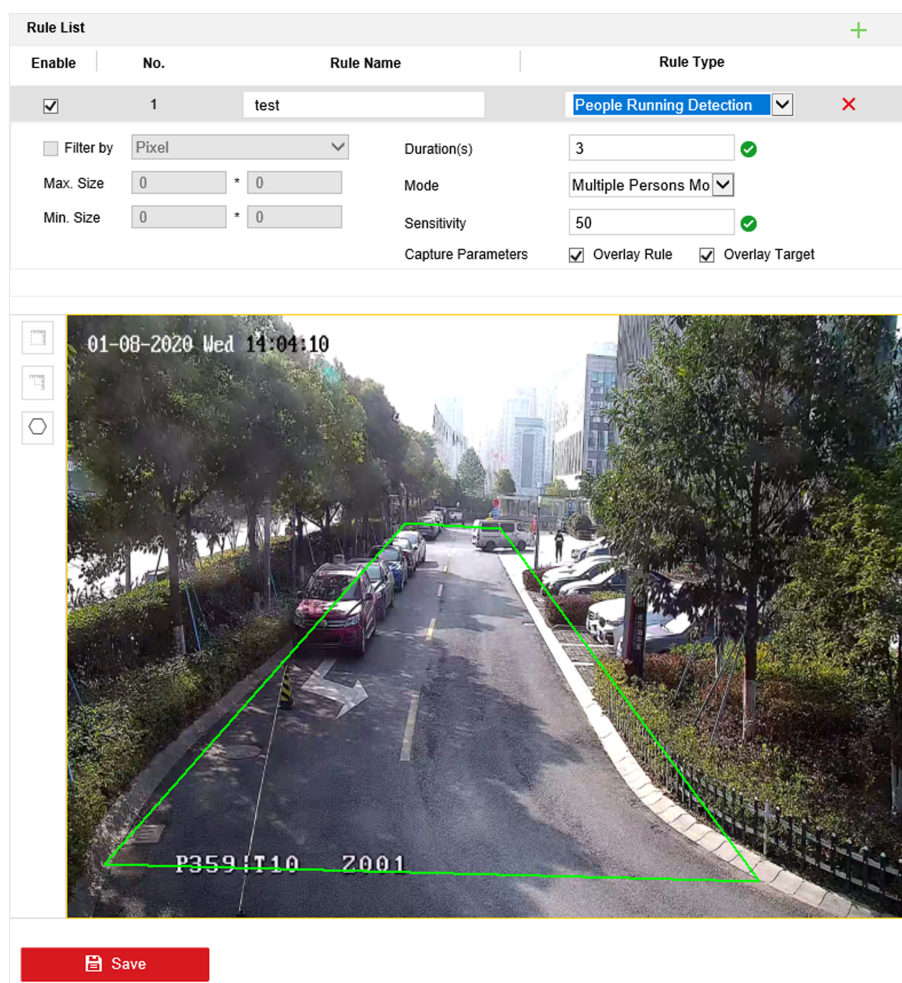 Rule List
Enable No. Rule Name Rule Type
1 test People Running Detection
Filter by Pixel Duration(s) 3
Max. Size 0 * 0 Mode Multiple Persons Mo
Min. Size 0 * 0 Sensitivity 50
Capture Parameters Overlay Rule Overlay Target
01-08-2020 Wed 14:04:10
Z001
Save